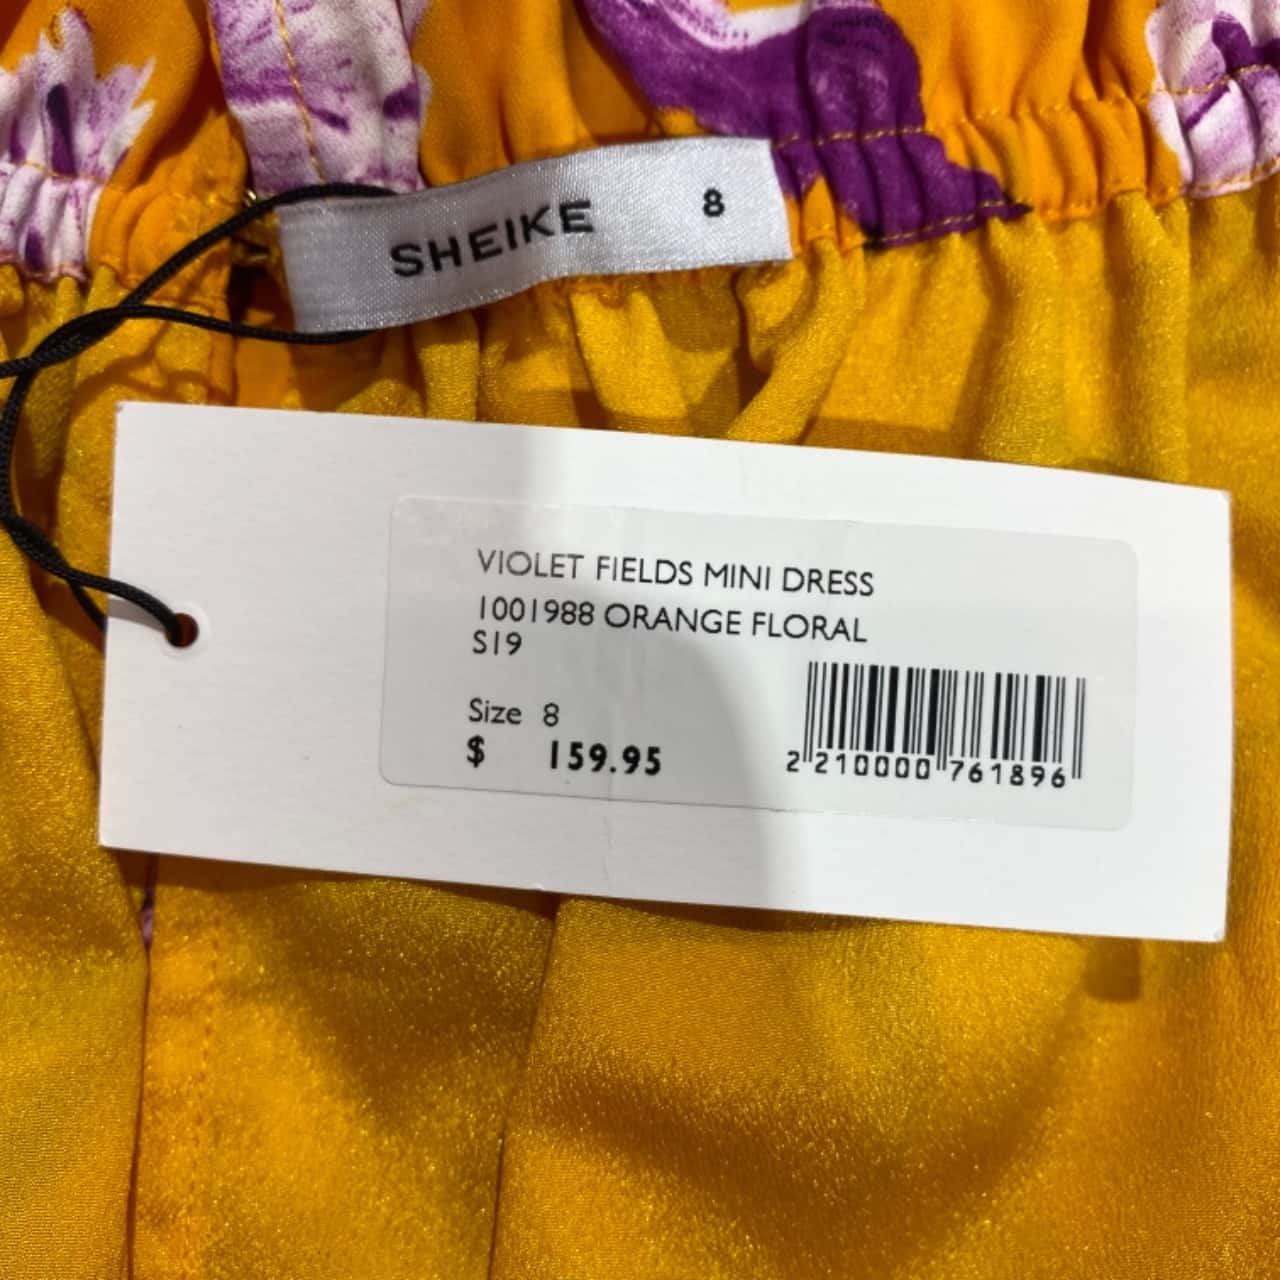 SHEIKE 8
VIOLET FIELDS MINI DRESS
1001988 ORANGE FLORAL
S19
Size 8
$ 159.95
2 210000 761896